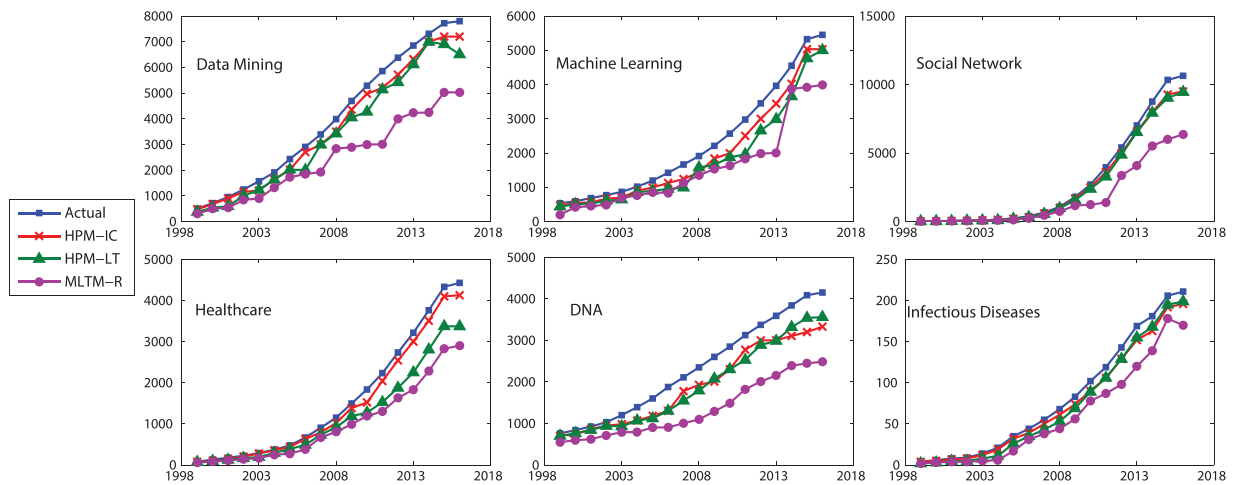 8000
7000
6000
5000
4000
3000
2000
1000
0
1998 2003 2008 2013 2018
Data Mining
6000
5000
4000
3000
2000
1000
0
1998 2003 2008 2013 2018
Machine Learning
15000
10000
5000
0
1998 2003 2008 2013 2018
Social Network
Actual
HPM−IC
HPM−LT
MLTM−R
5000
4000
3000
2000
1000
0
1998 2003 2008 2013 2018
Healthcare
5000
4000
3000
2000
1000
0
1998 2003 2008 2013 2018
DNA
250
200
150
100
50
0
1998 2003 2008 2013 2018
Infectious Diseases